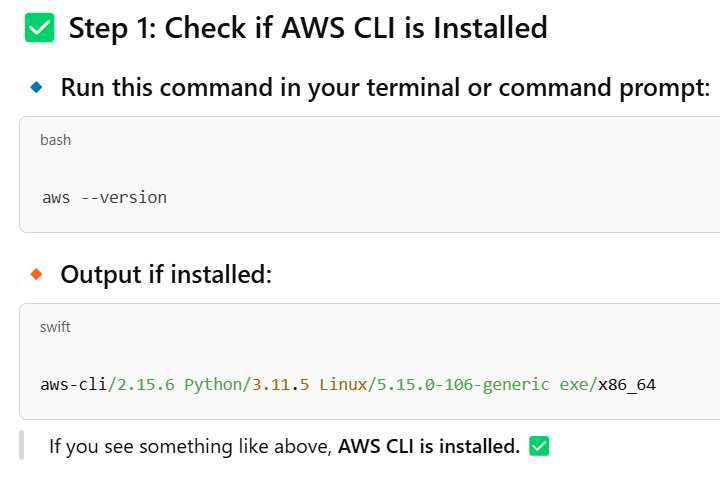 ✅ Step 1: Check if AWS CLI is Installed
🔹 Run this command in your terminal or command prompt:
bash
aws --version
🔸 Output if installed:
swift
aws-cli/2.15.6 Python/3.11.5 Linux/5.15.0-106-generic exe/x86_64
If you see something like above, AWS CLI is installed. ✅